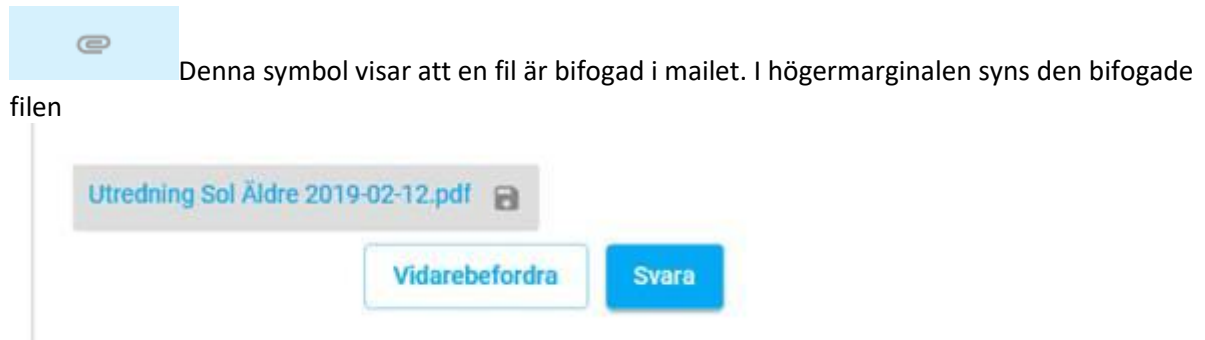 Denna symbol visar att en fil är bifogad i mailet. I högermarginalen syns den bifogade
filen
Utredning Sol Äldre 2019-02-12.pdf
Vidarebefordra Svara